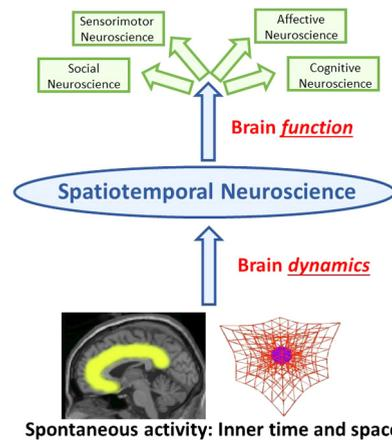 Sensorimotor
Neuroscience
Affective
Neuroscience
Social
Neuroscience
Cognitive
Neuroscience
Brain function
Spatiotemporal Neuroscience
Brain dynamics
Spontaneous activity: Inner time and space